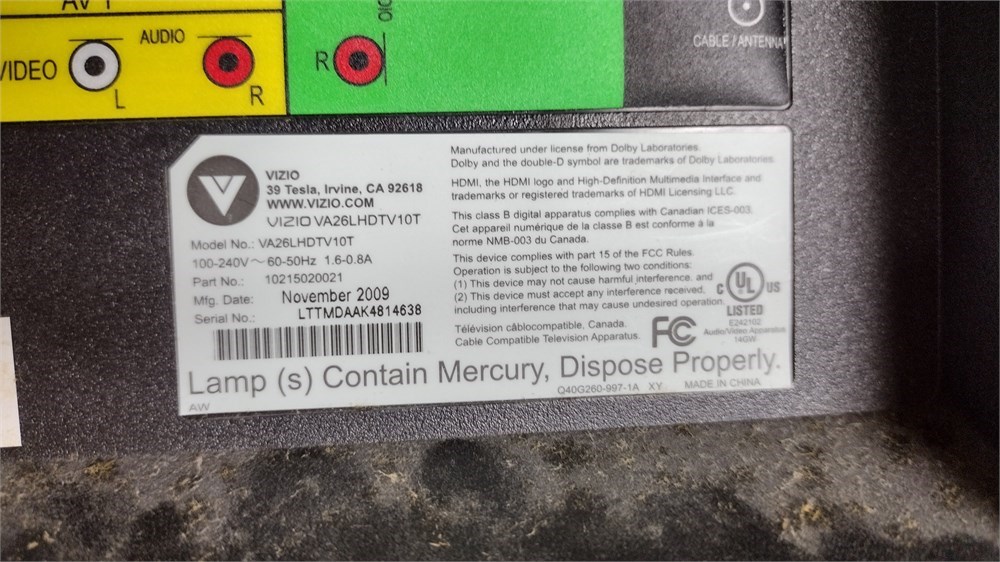 AV 1
VIDEO
AUDIO
L
R
R
CABLE / ANTENNA
VIZIO
39 Tesla, Irvine, CA 92618
WWW.VIZIO.COM
VIZIO VA26LHDTV10T
Model No.: VA26LHDTV10T
100-240V ~ 60-50Hz 1.6-0.8A
Part No.: 10215020021
Mfg. Date: November 2009
Serial No.: LTTMDAAK4814638
Manufactured under license from Dolby Laboratories.
Dolby and the double-D symbol are trademarks of Dolby Laboratories.
HDMI, the HDMI logo and High-Definition Multimedia Interface and
trademarks or registered trademarks of HDMI Licensing LLC.
This class B digital apparatus complies with Canadian ICES-003.
Cet appareil numérique de la classe B est conforme à la
norme NMB-003 du Canada.
This device complies with part 15 of the FCC Rules.
Operation is subject to the following two conditions:
(1) This device may not cause harmful interference, and
(2) This device must accept any interference received,
including interference that may cause undesired operation.
Télévision câblocompatible, Canada.
Cable Compatible Television Apparatus.
FC
C UL US
LISTED
E242102
Audio/Video Apparatus
14GW
Lamp (s) Contain Mercury, Dispose Properly.
AW
Q40G260-997-1A XY MADE IN CHINA